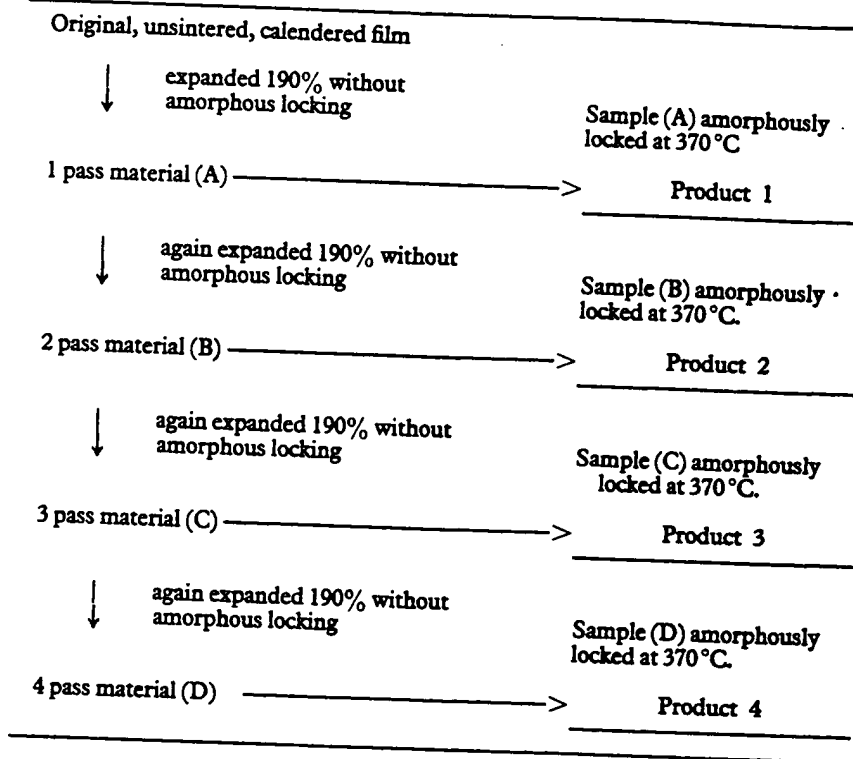 Original, unsintered, calendered film
expanded 190% without
amorphous locking
Sample (A) amorphously
locked at 370°C
1 pass material (A)
Product 1
again expanded 190% without
amorphous locking
Sample (B) amorphously
locked at 370°C.
2 pass material (B)
Product 2
again expanded 190% without
amorphous locking
Sample (C) amorphously
locked at 370°C.
3 pass material (C)
Product 3
again expanded 190% without
amorphous locking
Sample (D) amorphously
locked at 370°C.
4 pass material (D)
Product 4